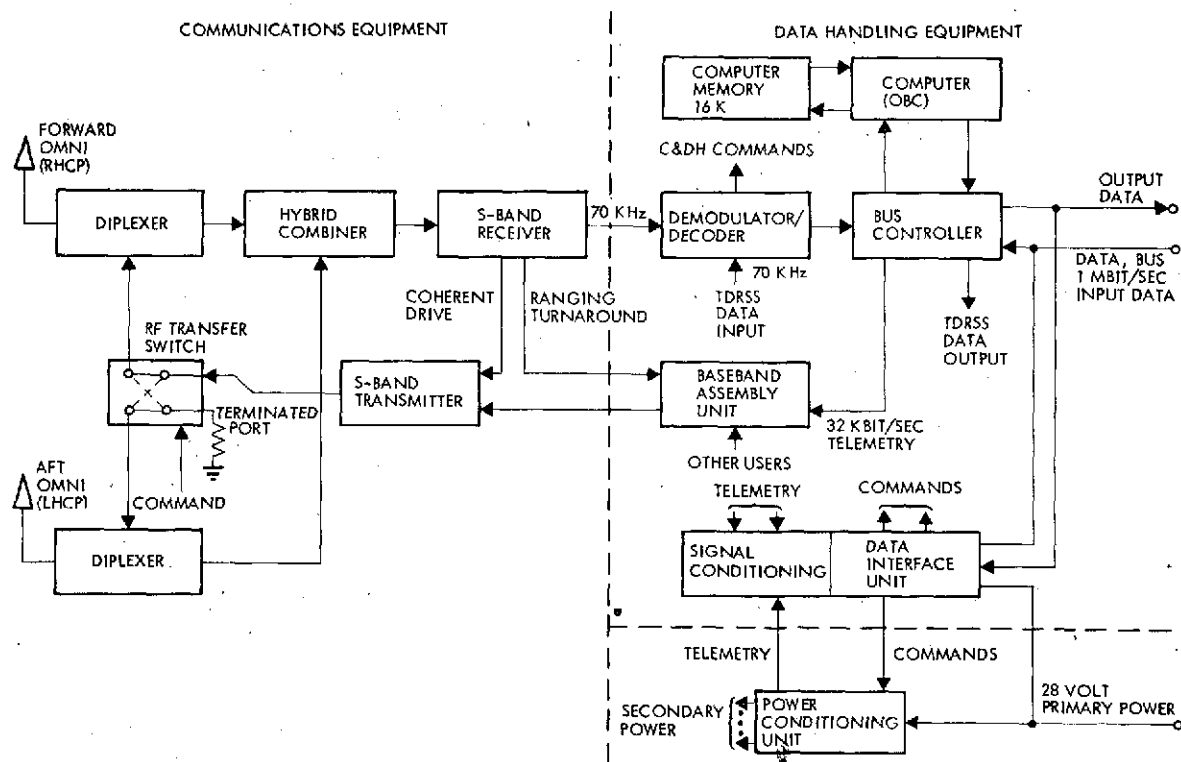 COMMUNICATIONS EQUIPMENT
DATA HANDLING EQUIPMENT
COMPUTER
MEMORY
16 K
COMPUTER
(OBC)
FORWARD
OMNI
(RHCP)
C&DH COMMANDS
OUTPUT
DATA
DIPLEXER
HYBRID
COMBINER
S-BAND
RECEIVER
70 KHz
DEMODULATOR/
DECODER
BUS
CONTROLLER
70 KHz
DATA, BUS
1 MBIT/SEC
INPUT DATA
COHERENT
DRIVE
RANGING
TURNAROUND
TDRSS
DATA
INPUT
TDRSS
DATA
OUTPUT
RF TRANSFER
SWITCH
S-BAND
TRANSMITTER
BASEBAND
ASSEMBLY
UNIT
TERMINATED
PORT
32 KBIT/SEC
TELEMETRY
OTHER USERS
AFT
OMNI
(LHCP)
COMMAND
TELEMETRY
COMMANDS
DIPLEXER
SIGNAL
CONDITIONING
DATA
INTERFACE
UNIT
TELEMETRY
COMMANDS
SECONDARY
POWER
POWER
CONDITIONING
UNIT
28 VOLT
PRIMARY POWER